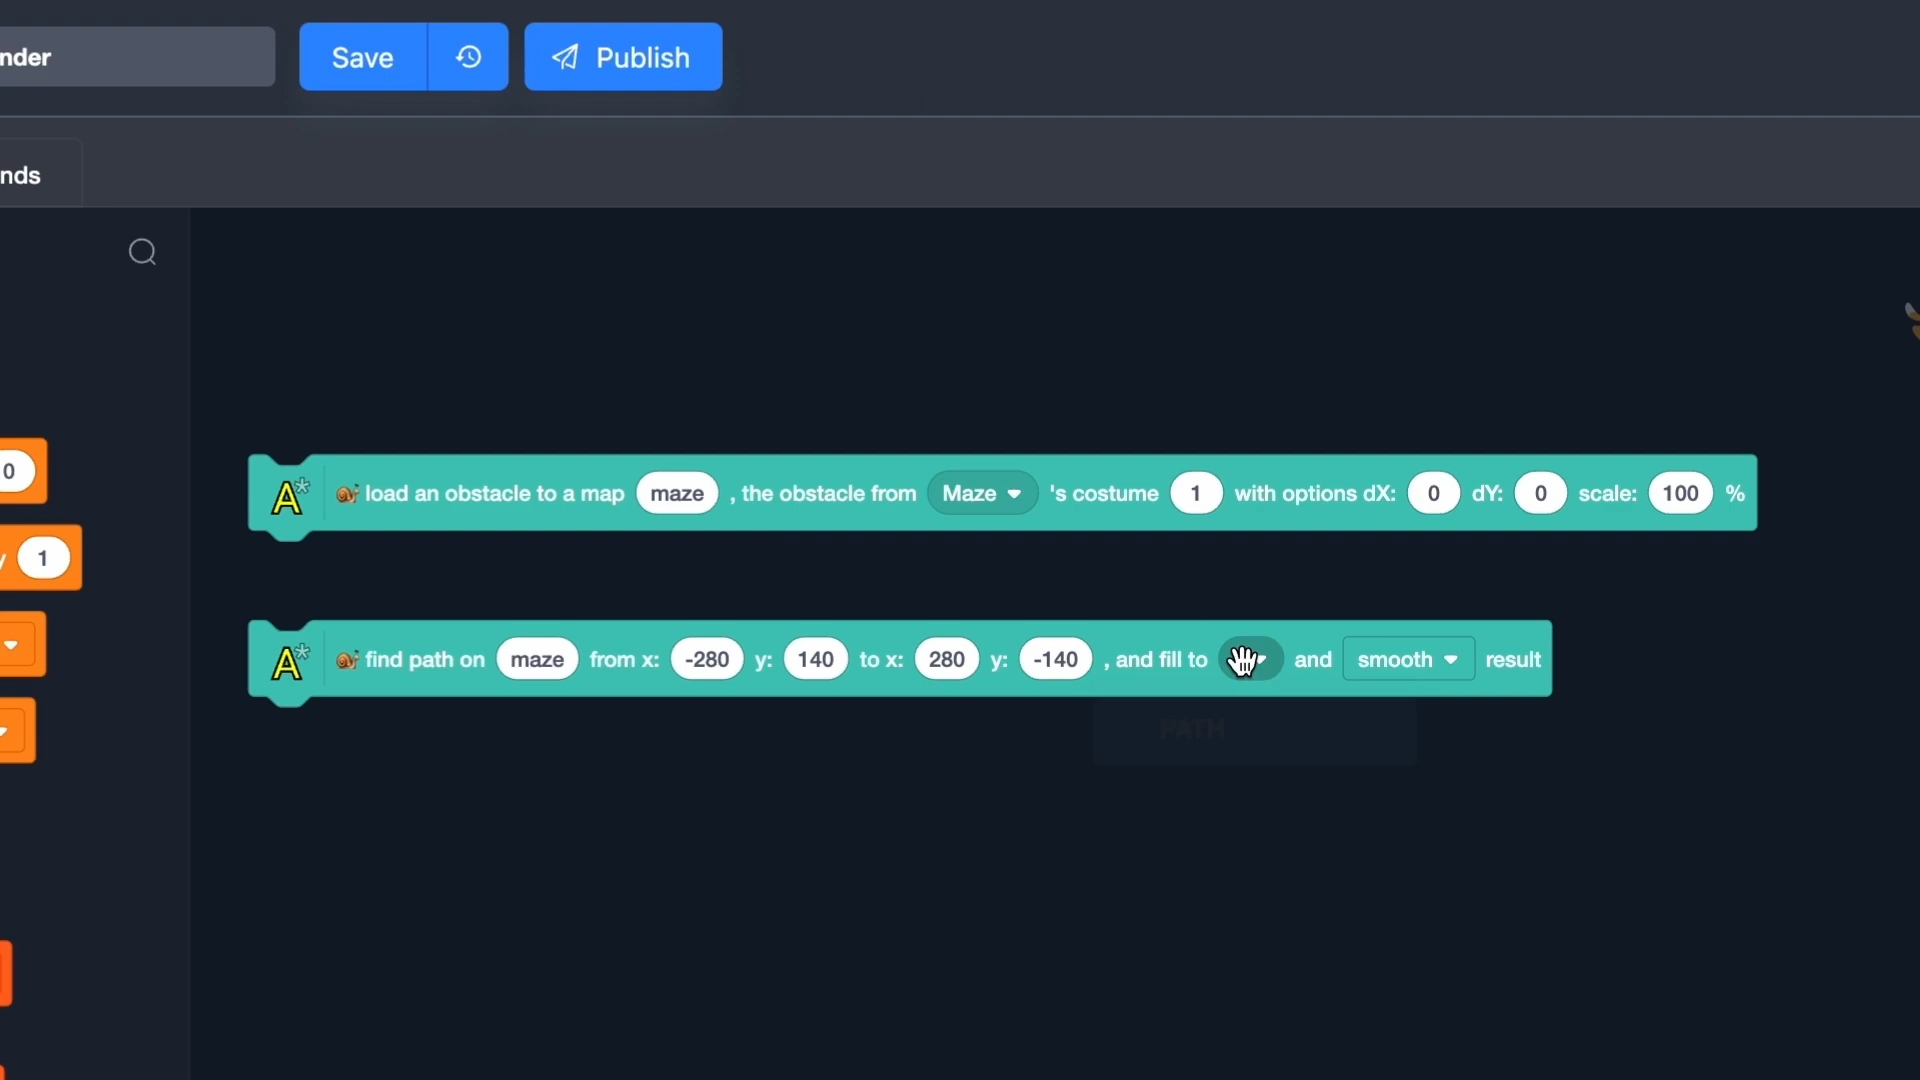 nder Save Publish
nds
0
A* load an obstacle to a map maze , the obstacle from Maze 's costume 1 with options dX: 0 dY: 0 scale: 100 %
y 1
A* find path on maze from x: -280 y: 140 to x: 280 y: -140 , and fill to and smooth result
PATH